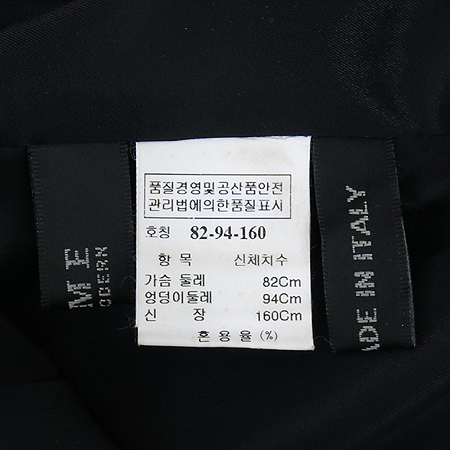 품질경영및공산품안전
관리법에의한품질표시
호칭 82-94-160
항 목 신체치수
가슴 둘레 82Cm
엉덩이둘레 94Cm
신 장 160Cm
혼 용 율 (%)
M E
ODERN
ADE IN ITALY